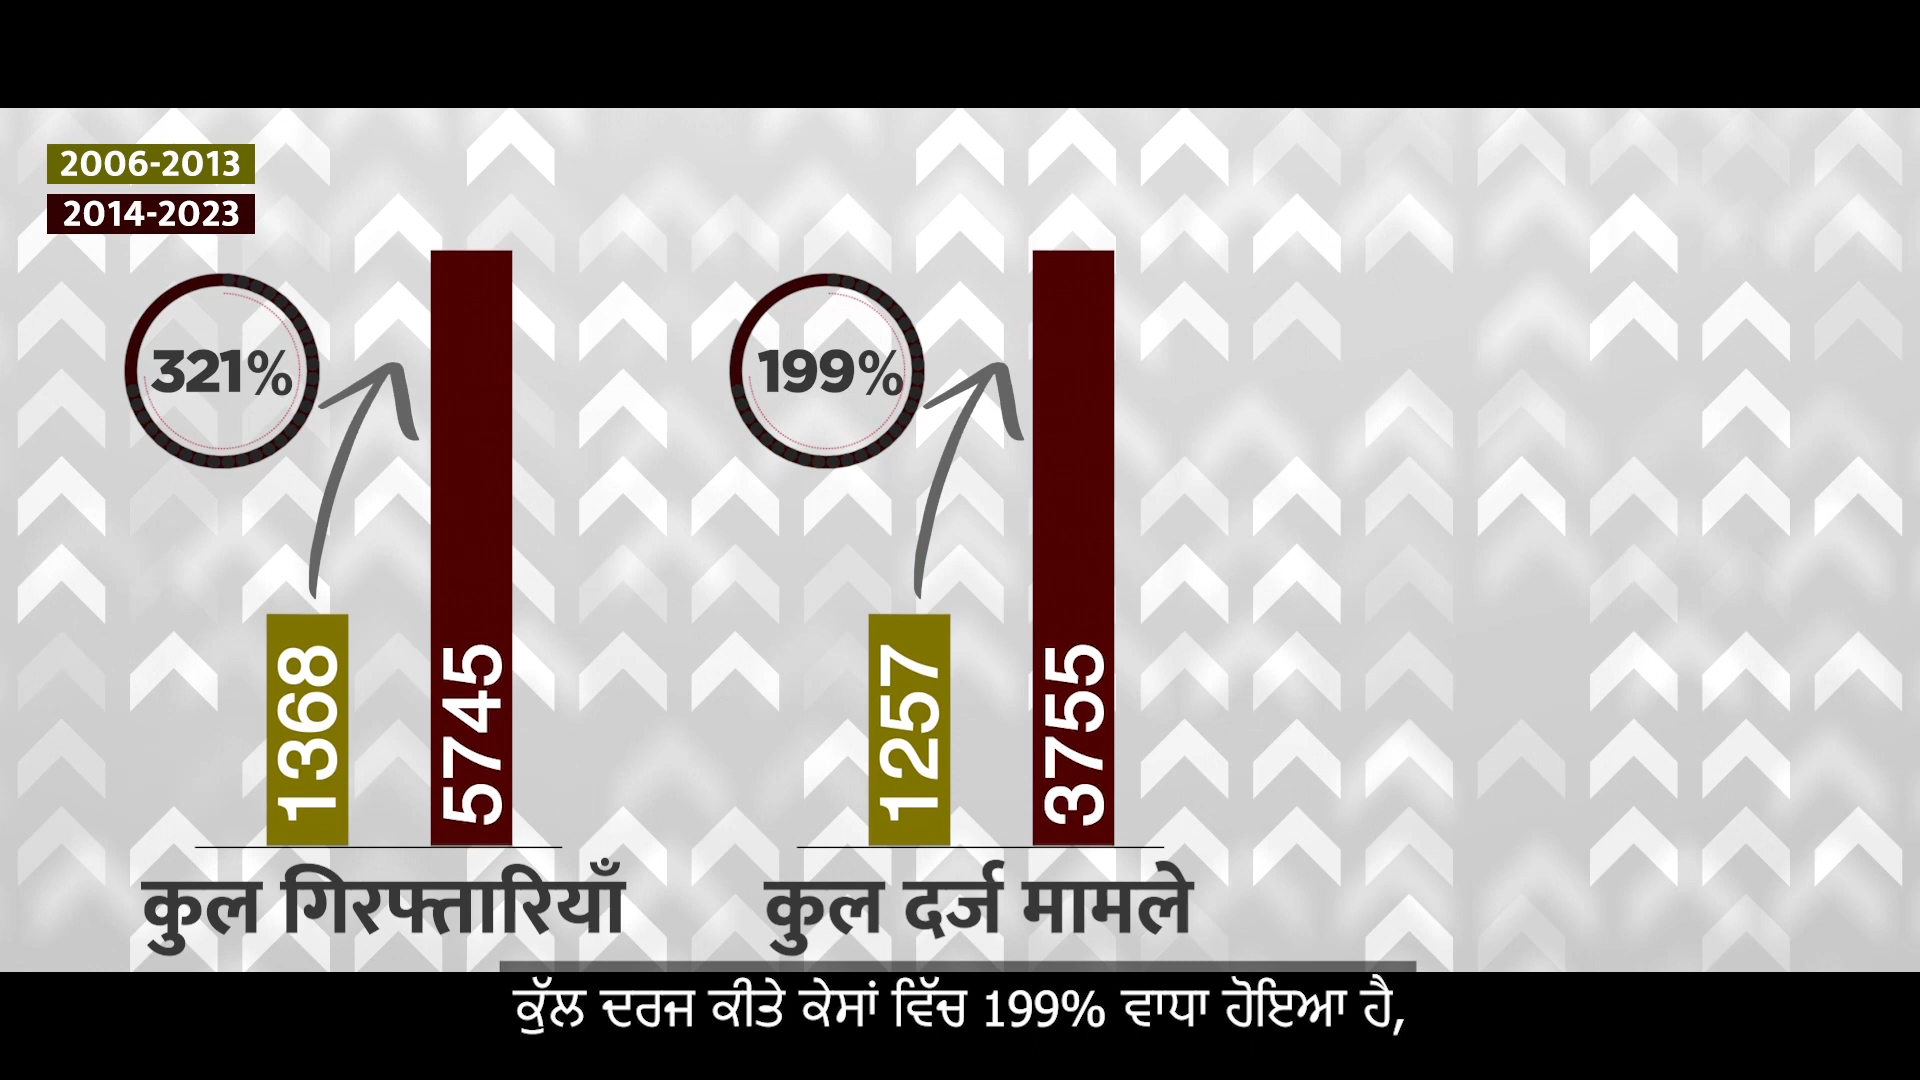 2006-2013
2014-2023
321%
199%
1368
5745
1257
3755
कुल गिरफ्तारियाँ
कुल दर्ज मामले
ਕੁੱਲ ਦਰਜ ਕੀਤੇ ਕੇਸਾਂ ਵਿੱਚ 199% ਵਾਧਾ ਹੋਇਆ ਹੈ,